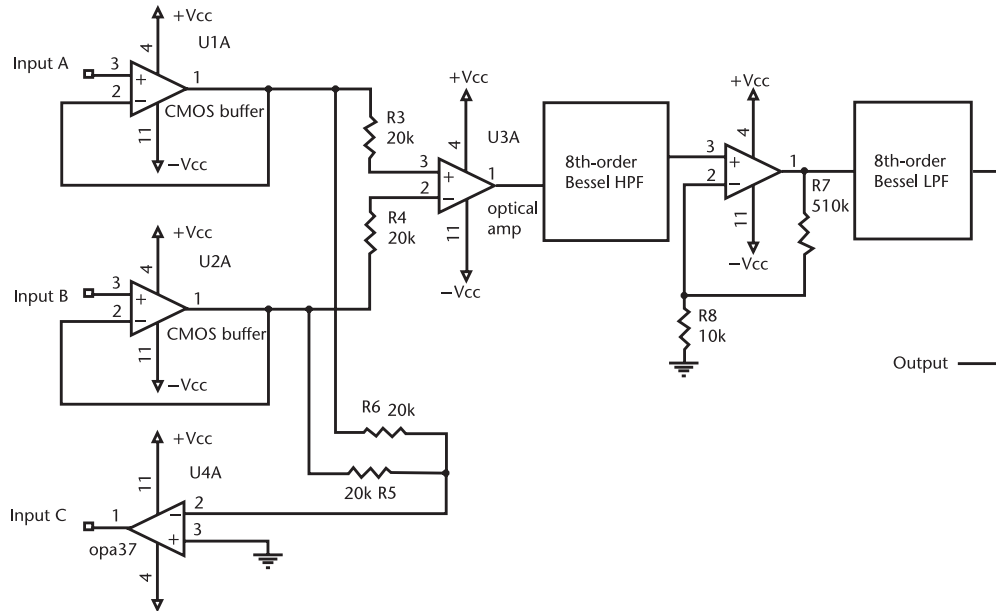 +Vcc
4
U1A
Input A
3
+
1
2
−
CMOS buffer
11
−Vcc
R3
20k
+Vcc
4
U3A
3
+
1
2
−
optical
amp
11
−Vcc
R4
20k
8th-order
Bessel HPF
+Vcc
4
3
+
1
2
−
R7
510k
11
−Vcc
R8
10k
8th-order
Bessel LPF
Output
+Vcc
4
U2A
Input B
3
+
1
2
−
CMOS buffer
11
−Vcc
R6 20k
20k R5
+Vcc
11
U4A
Input C
1
2
−
3
+
opa37
4